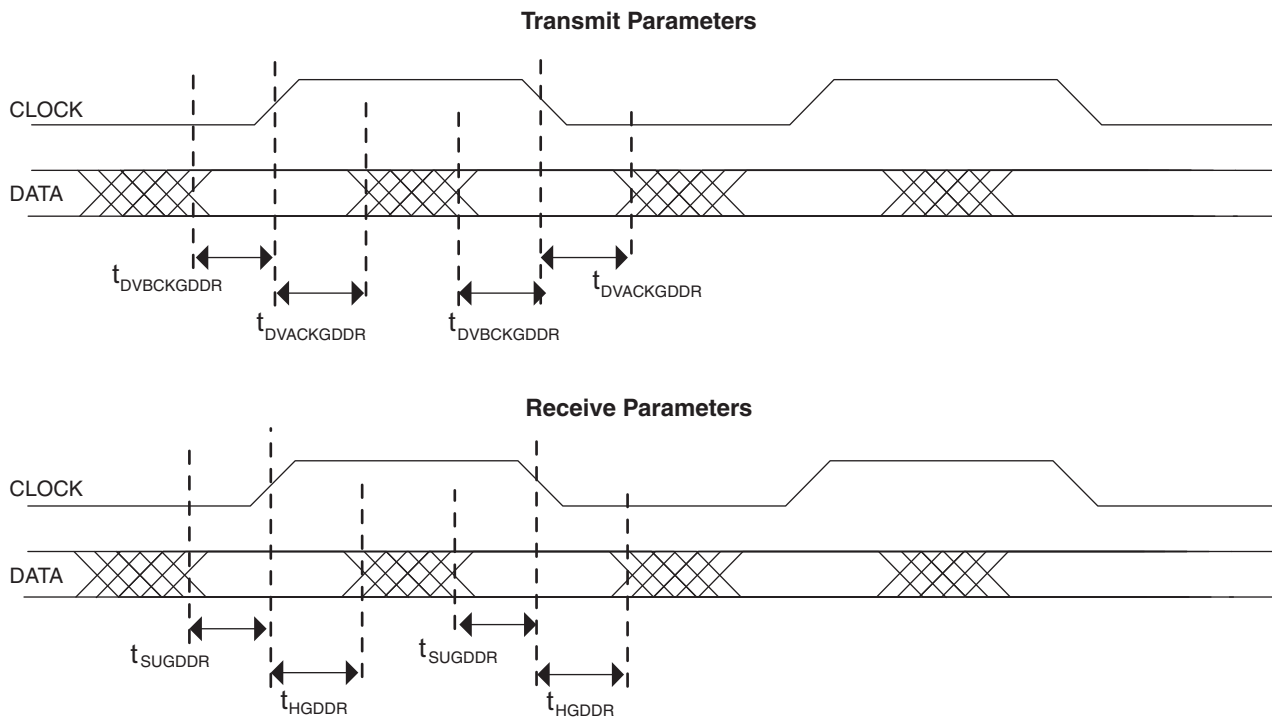 Transmit Parameters
CLOCK
DATA
tDVBCKGDDR
tDVACKGDDR
tDVACKGDDR
tDVBCKGDDR
Receive Parameters
CLOCK
DATA
tSUGDDR
tSUGDDR
tHGDDR
tHGDDR